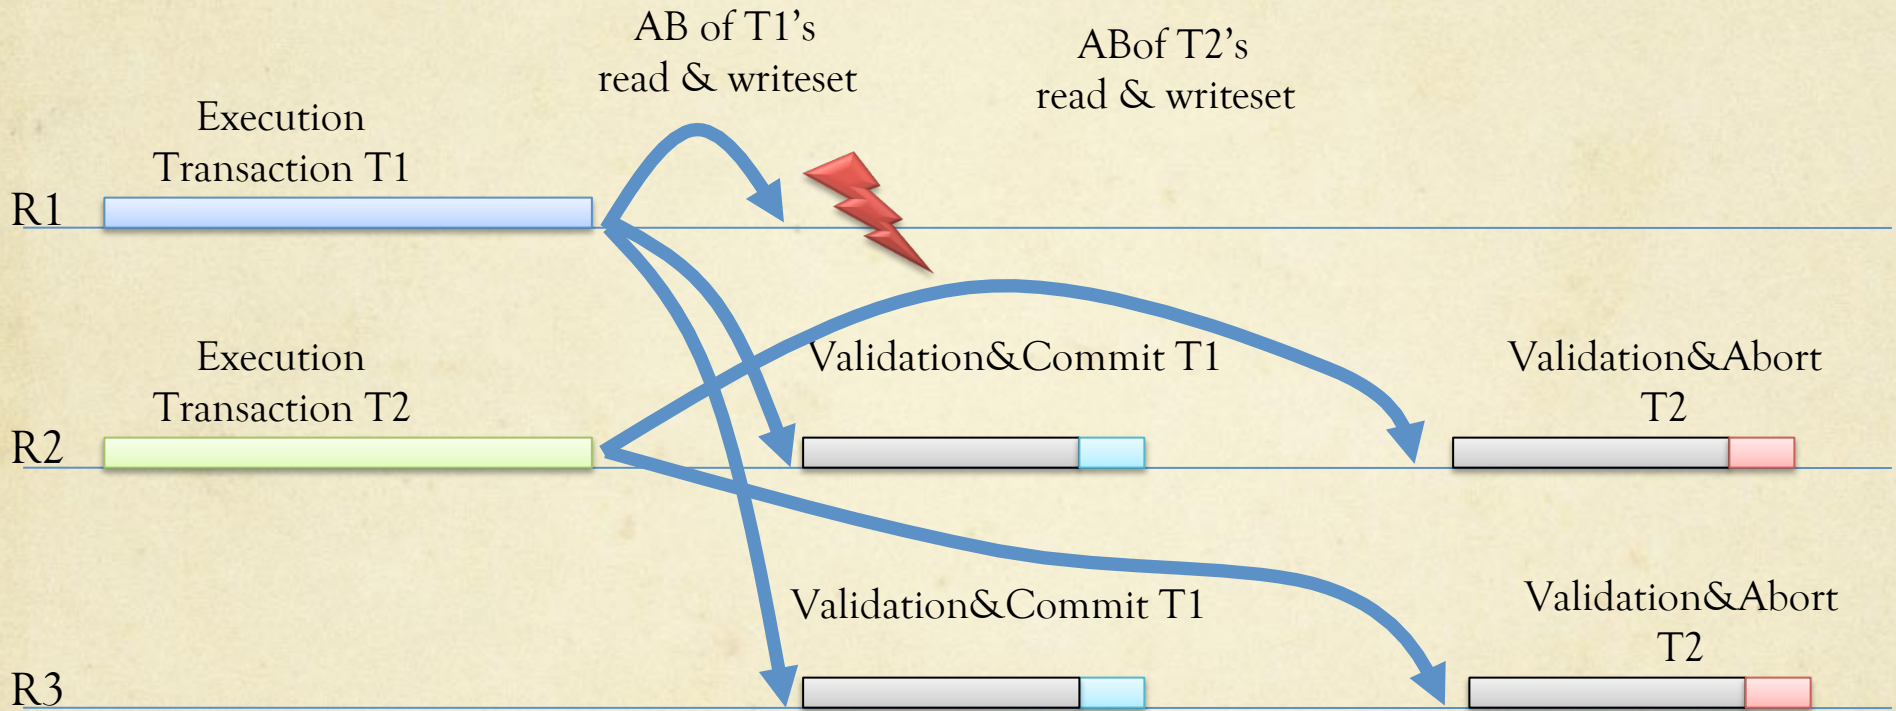 AB of T1's
read & writeset
ABof T2's
read & writeset
Execution
Transaction T1
R1
Execution
Transaction T2
Validation&Commit T1
Validation&Abort
T2
R2
Validation&Commit T1
Validation&Abort
T2
R3